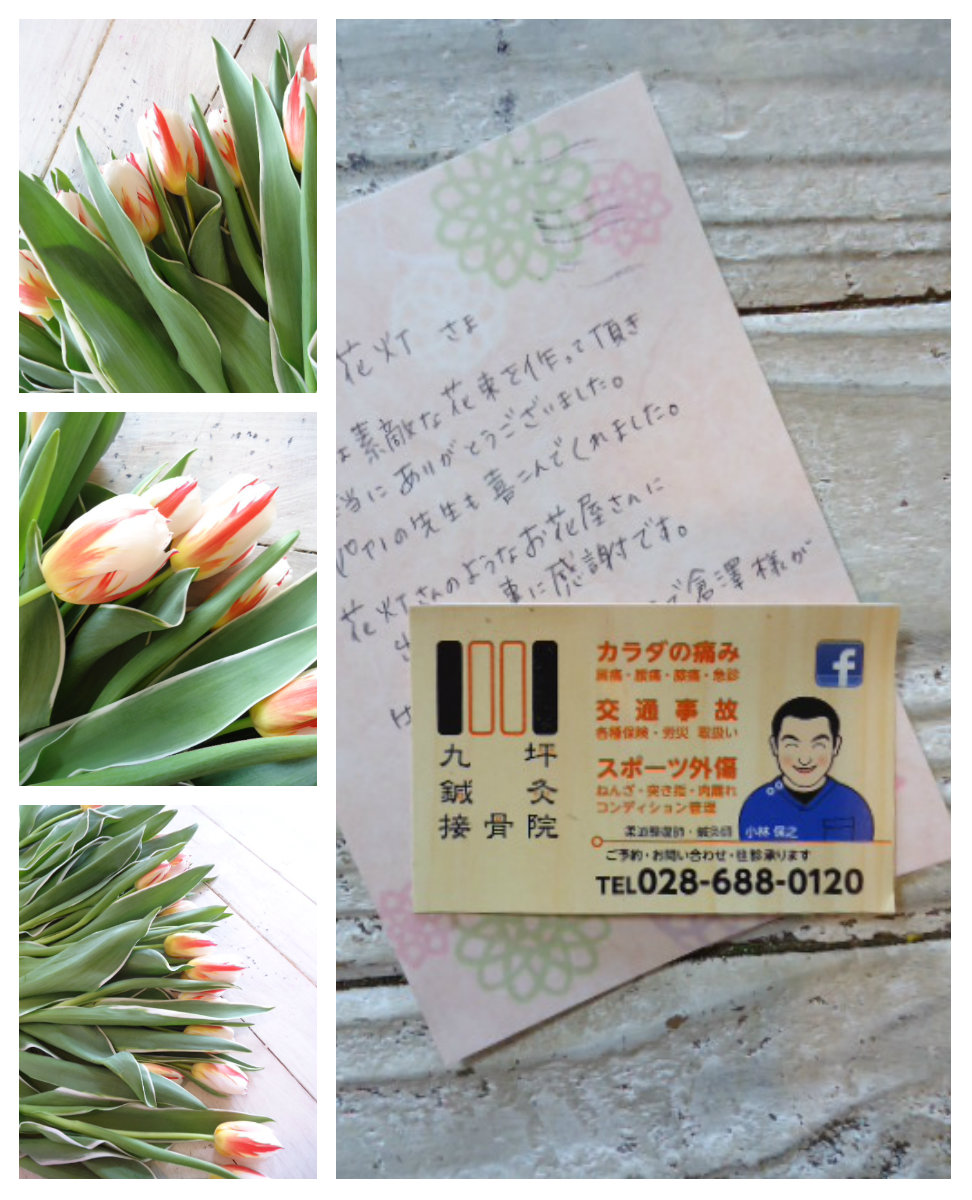 花灯 さま
素敵な花束を作って頂き
当にありがとうございました。
ピアノの先生も喜こんでくれました。
花灯さんのようなお花屋さんに
事に感謝です。
で倉澤様が
九坪
鍼灸
接骨院
カラダの痛み
肩痛・腰痛・膝痛・急診
交通事故
各種保険・労災 取扱い
スポーツ外傷
ねんざ・突き指・肉離れ
コンディション管理
柔道整復師・鍼灸師 小林 保之
ご予約・お問い合わせ・往診承ります
TEL028-688-0120
f